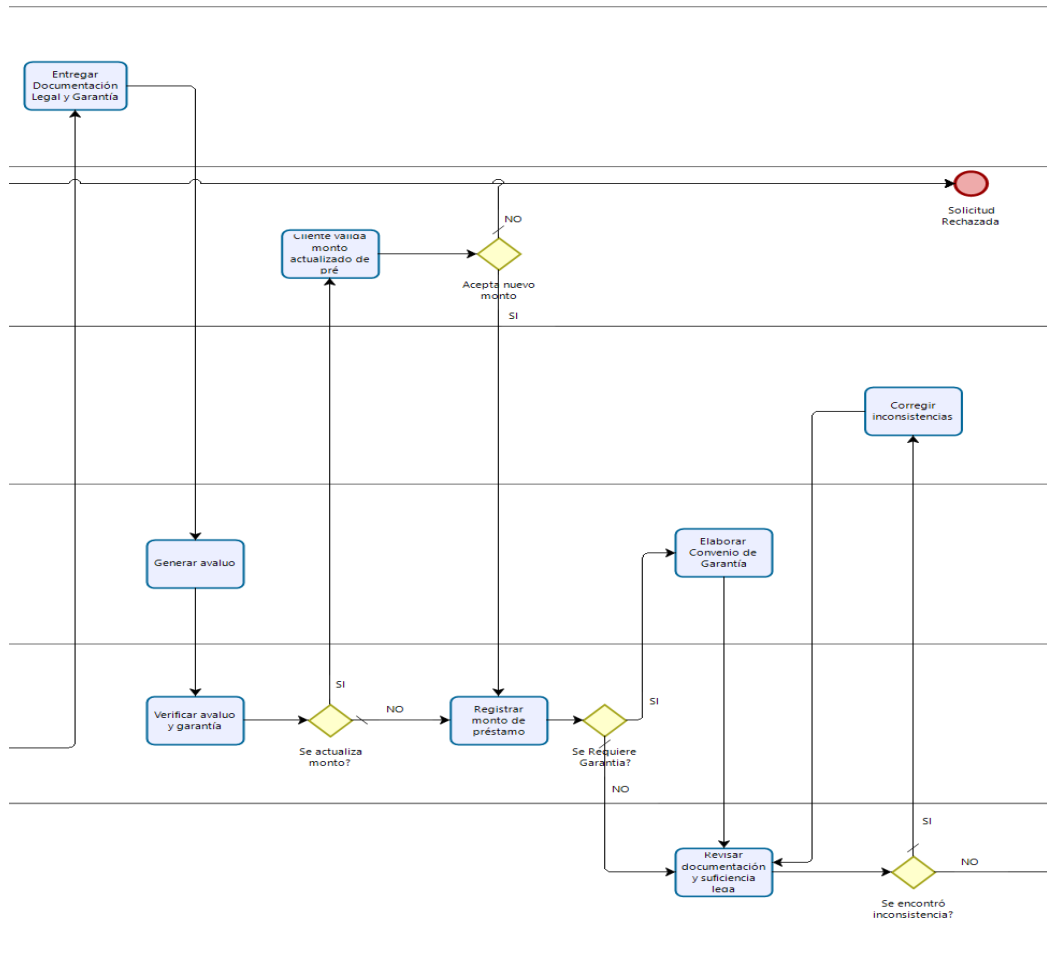 Entregar
Documentación
Legal y Garantía
Solicitud
Rechazada
NO
Cliente valida
monto
actualizado de
pré
Acepta nuevo
monto
SI
Corregir
inconsistencias
Generar avaluo
Elaborar
Convenio de
Garantía
SI
NO
SI
Verificar avaluo
y garantía
Registrar
monto de
préstamo
Se actualiza
monto?
Se Requiere
Garantia?
NO
SI
Revisar
documentación
y suficiencia
lega
NO
Se encontró
inconsistencia?